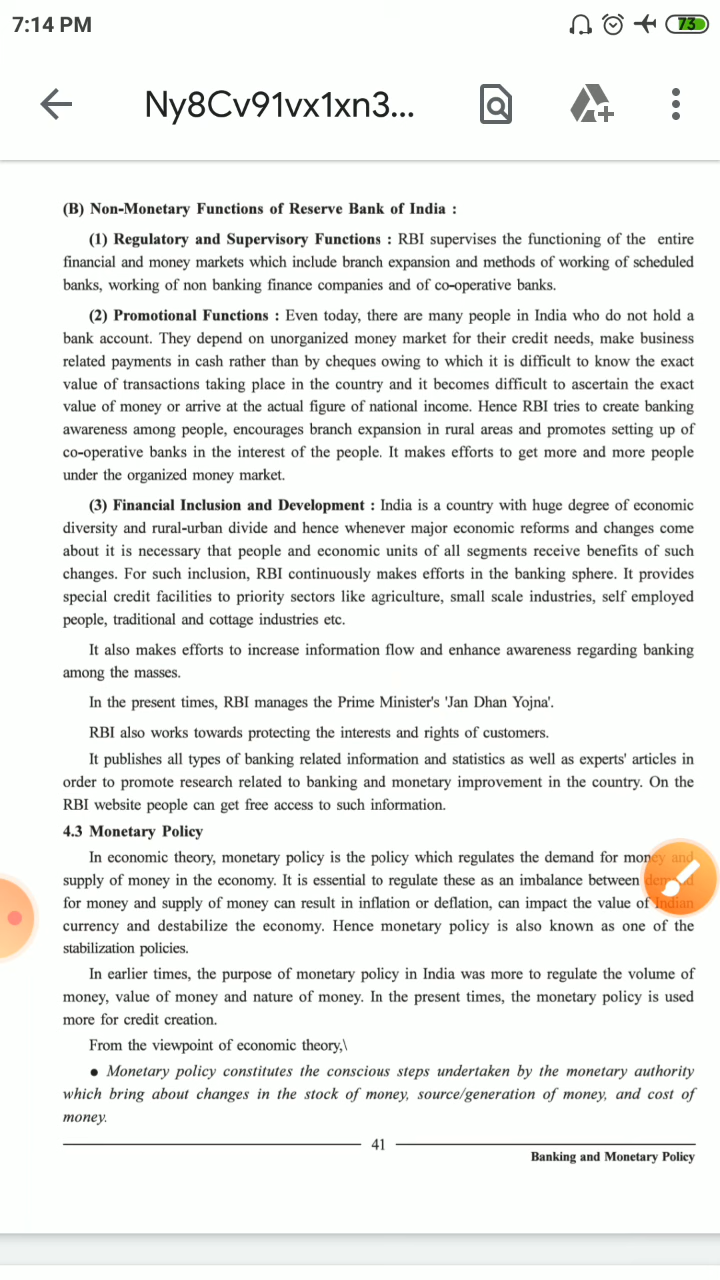 7:14 PM
73
Ny8Cv91vx1xn3...
(B) Non-Monetary Functions of Reserve Bank of India :
(1) Regulatory and Supervisory Functions : RBI supervises the functioning of the entire
financial and money markets which include branch expansion and methods of working of scheduled
banks, working of non banking finance companies and of co-operative banks.
(2) Promotional Functions : Even today, there are many people in India who do not hold a
bank account. They depend on unorganized money market for their credit needs, make business
related payments in cash rather than by cheques owing to which it is difficult to know the exact
value of transactions taking place in the country and it becomes difficult to ascertain the exact
value of money or arrive at the actual figure of national income. Hence RBI tries to create banking
awareness among people, encourages branch expansion in rural areas and promotes setting up of
co-operative banks in the interest of the people. It makes efforts to get more and more people
under the organized money market.
(3) Financial Inclusion and Development : India is a country with huge degree of economic
diversity and rural-urban divide and hence whenever major economic reforms and changes come
about it is necessary that people and economic units of all segments receive benefits of such
changes. For such inclusion, RBI continuously makes efforts in the banking sphere. It provides
special credit facilities to priority sectors like agriculture, small scale industries, self employed
people, traditional and cottage industries etc.
It also makes efforts to increase information flow and enhance awareness regarding banking
among the masses.
In the present times, RBI manages the Prime Minister's 'Jan Dhan Yojna'.
RBI also works towards protecting the interests and rights of customers.
It publishes all types of banking related information and statistics as well as experts' articles in
order to promote research related to banking and monetary improvement in the country. On the
RBI website people can get free access to such information.
4.3 Monetary Policy
In economic theory, monetary policy is the policy which regulates the demand for money and
supply of money in the economy. It is essential to regulate these as an imbalance between demand
for money and supply of money can result in inflation or deflation, can impact the value of Indian
currency and destabilize the economy. Hence monetary policy is also known as one of the
stabilization policies.
In earlier times, the purpose of monetary policy in India was more to regulate the volume of
money, value of money and nature of money. In the present times, the monetary policy is used
more for credit creation.
From the viewpoint of economic theory,\
● Monetary policy constitutes the conscious steps undertaken by the monetary authority
which bring about changes in the stock of money, source/generation of money, and cost of
money.
41
Banking and Monetary Policy